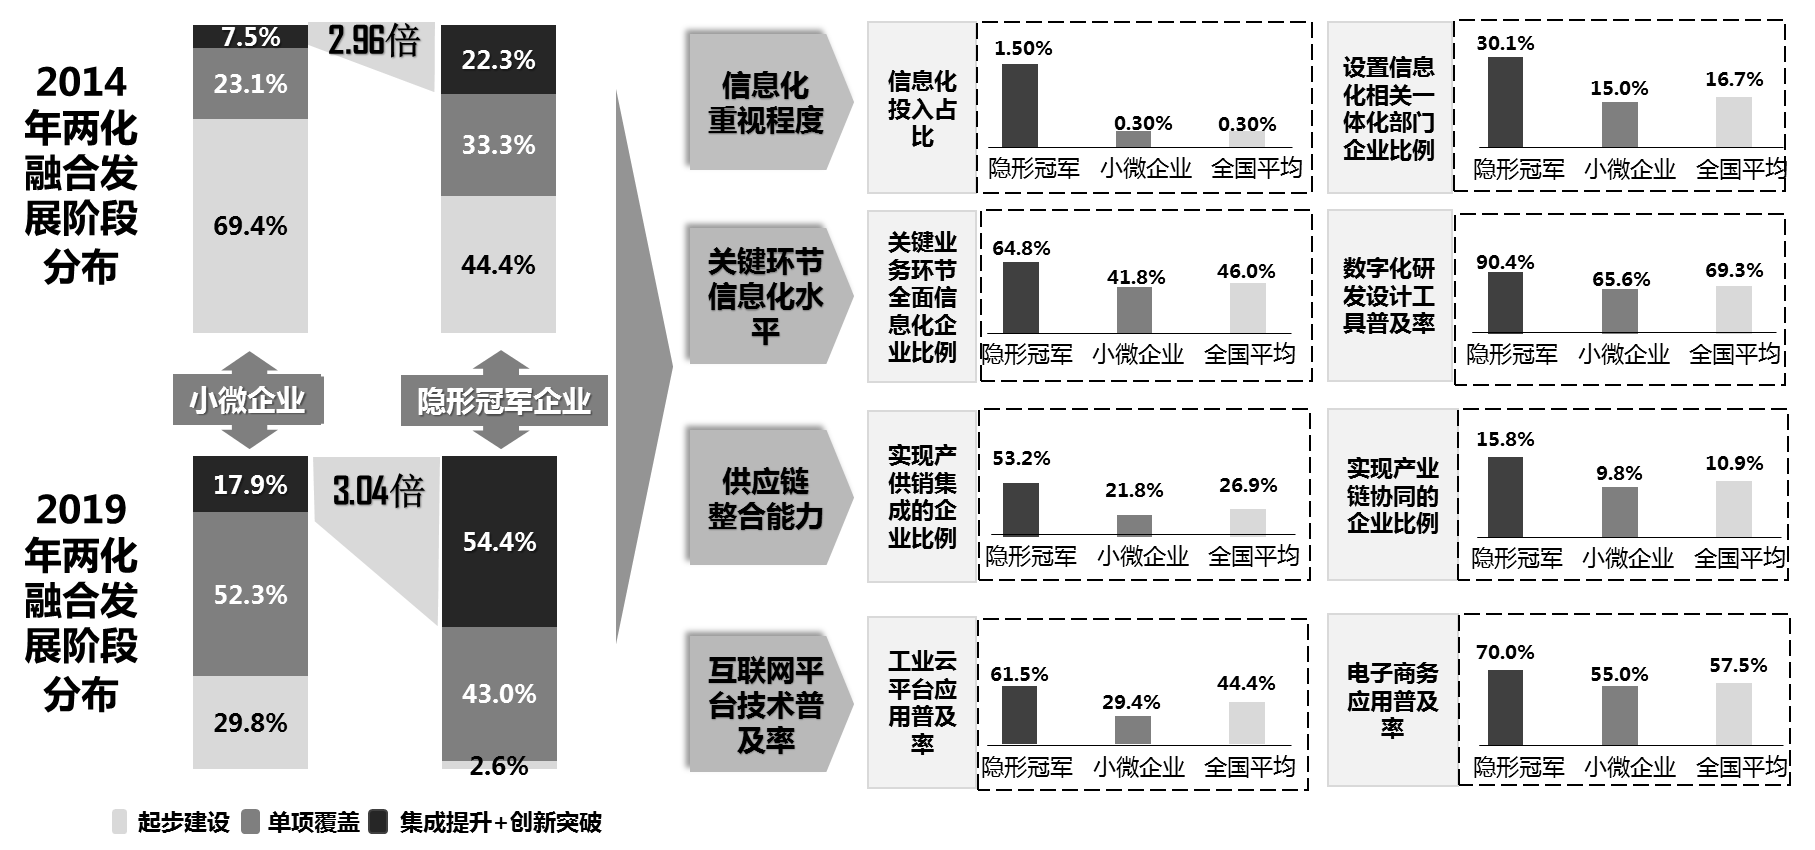 2014
年两化
融合发
展阶段
分布
7.5%
23.1%
69.4%
2.96倍
22.3%
33.3%
44.4%
小微企业
隐形冠军企业
2019
年两化
融合发
展阶段
分布
17.9%
52.3%
29.8%
3.04倍
54.4%
43.0%
2.6%
起步建设
单项覆盖
集成提升+创新突破
信息化
重视程度
信息化
投入占
比
1.50%
0.30%
0.30%
隐形冠军
小微企业
全国平均
设置信息
化相关一
体化部门
企业比例
30.1%
15.0%
16.7%
隐形冠军
小微企业
全国平均
关键环节
信息化水
平
关键业
务环节
全面信
息化企
业比例
64.8%
41.8%
46.0%
隐形冠军
小微企业
全国平均
数字化研
发设计工
具普及率
90.4%
65.6%
69.3%
隐形冠军
小微企业
全国平均
供应链
整合能力
实现产
供销集
成的企
业比例
53.2%
21.8%
26.9%
隐形冠军
小微企业
全国平均
实现产业
链协同的
企业比例
15.8%
9.8%
10.9%
隐形冠军
小微企业
全国平均
互联网平
台技术普
及率
工业云
平台应
用普及
率
61.5%
29.4%
44.4%
隐形冠军
小微企业
全国平均
电子商务
应用普及
率
70.0%
55.0%
57.5%
隐形冠军
小微企业
全国平均